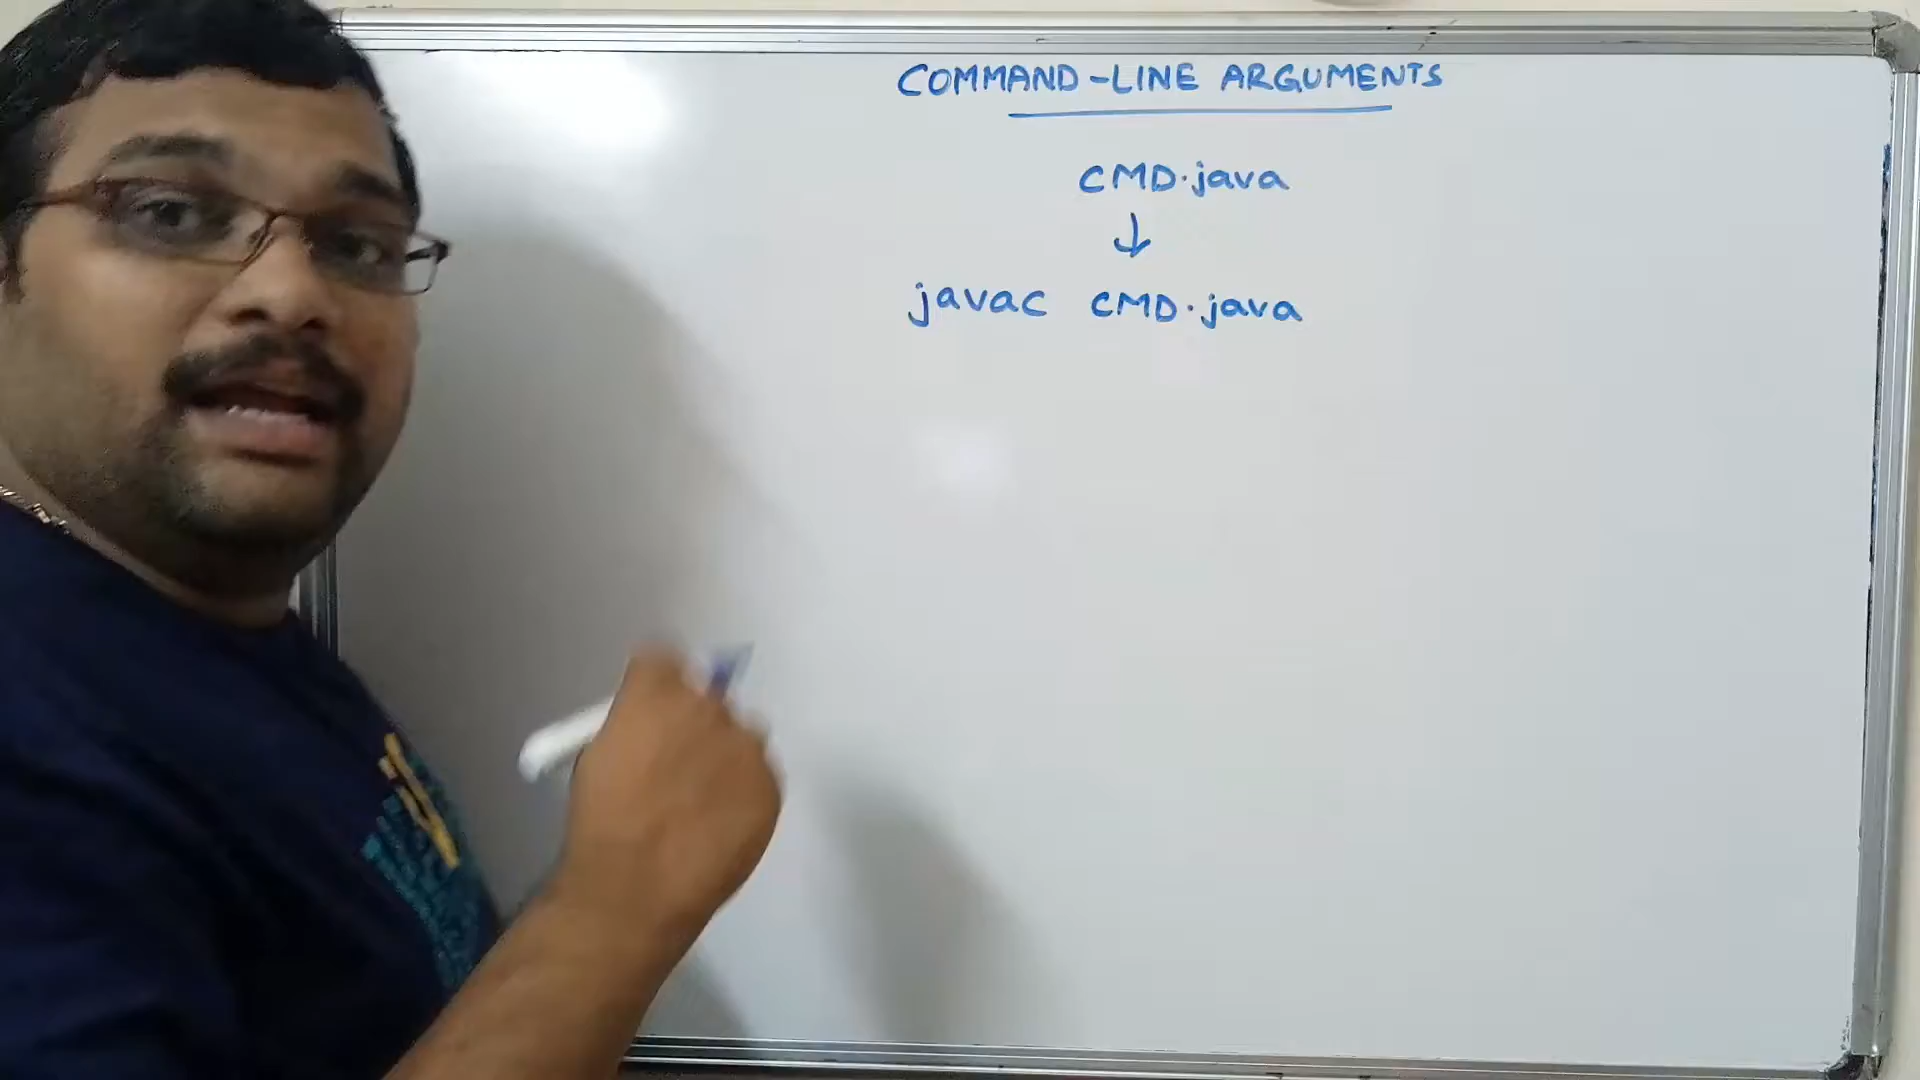 COMMAND-LINE ARGUMENTS
CMD.java
↓
javac CMD.java